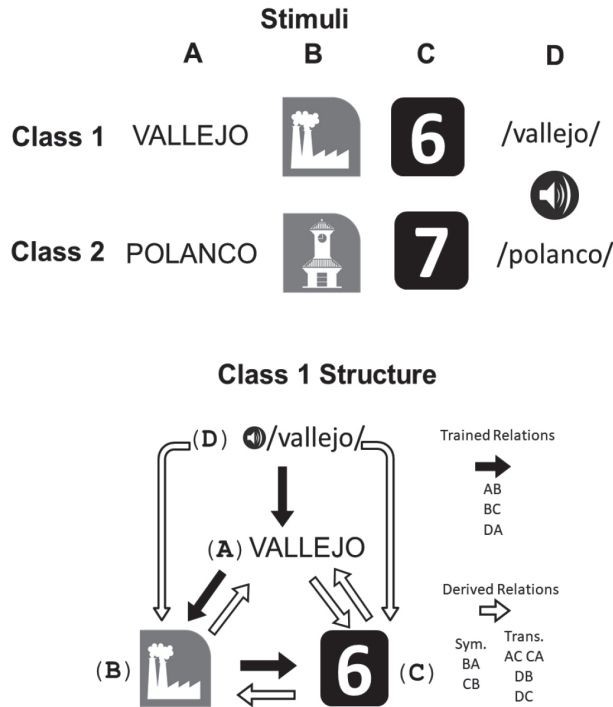 Stimuli
A B C D
Class 1 VALLEJO 6 /vallejo/
Class 2 POLANCO 7 /polanco/
Class 1 Structure
(D) /vallejo/
Trained Relations
AB
BC
DA
(A) VALLEJO
Derived Relations
Sym. Trans.
BA AC CA
CB DB
DC
(B) 6 (C)